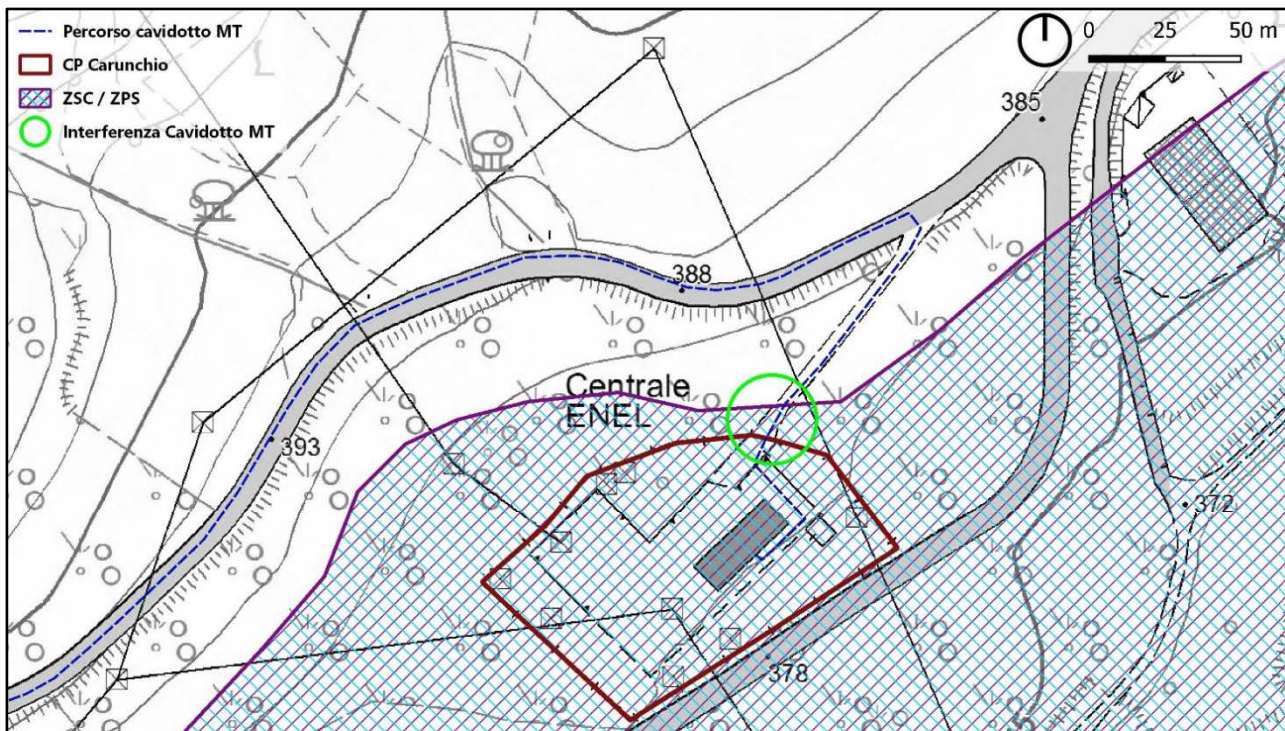 Percorso cavidotto MT
CP Carunchio
ZSC / ZPS
Interferenza Cavidotto MT
0 25 50 m
385
388
Centrale
ENEL
393
372
378